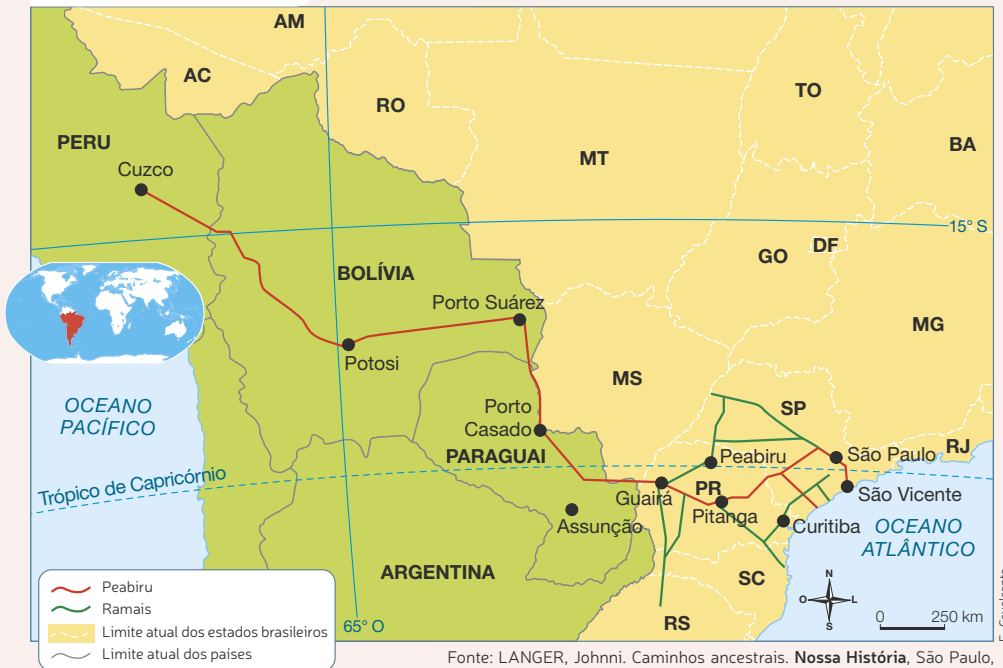 AM
AC
RO
TO
BA
PERU
MT
Cuzco
15° S
DF
GO
BOLÍVIA
Porto Suárez
MG
Potosi
MS
OCEANO
PACÍFICO
SP
Porto
Casado
RJ
PARAGUAI
Peabiru
São Paulo
Trópico de Capricórnio
Guairá
PR
São Vicente
Pitanga
Assunção
Curitiba
OCEANO
ATLÂNTICO
ARGENTINA
SC
RS
N
O L
S
0 250 km
65° O
Peabiru
Ramais
Limite atual dos estados brasileiros
Limite atual dos países
Fonte: LANGER, Johnni. Caminhos ancestrais. Nossa História, São Paulo,